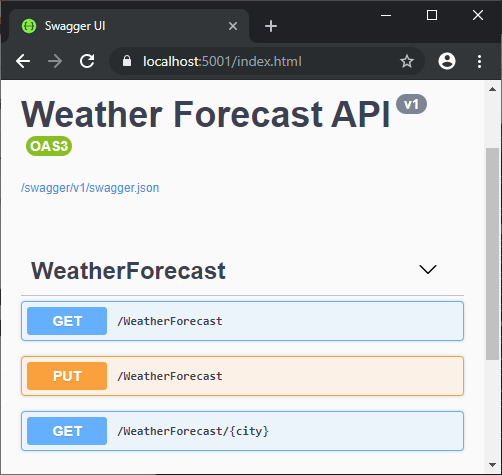 Swagger UI
localhost:5001/index.html
Weather Forecast API v1
OAS3
/swagger/v1/swagger.json
WeatherForecast
GET /WeatherForecast
PUT /WeatherForecast
GET /WeatherForecast/{city}